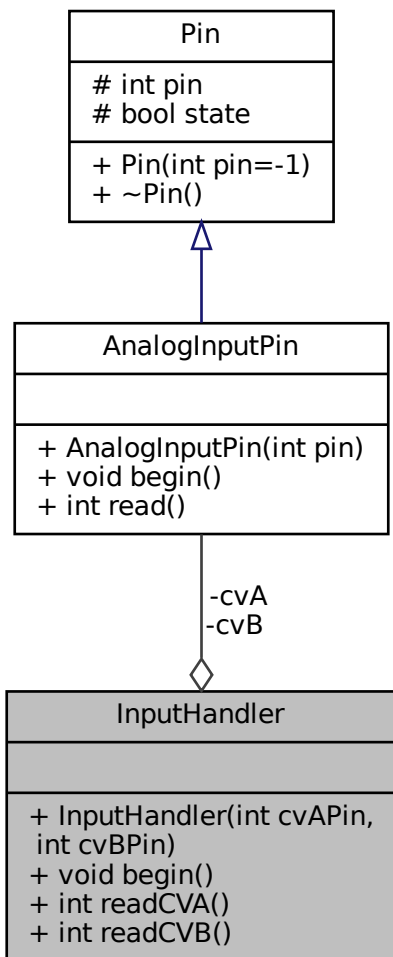 Pin
# int pin
# bool state
+ Pin(int pin=-1)
+ ~Pin()
AnalogInputPin
+ AnalogInputPin(int pin)
+ void begin()
+ int read()
-cvA
-cvB
InputHandler
+ InputHandler(int cvAPin,
int cvBPin)
+ void begin()
+ int readCVA()
+ int readCVB()